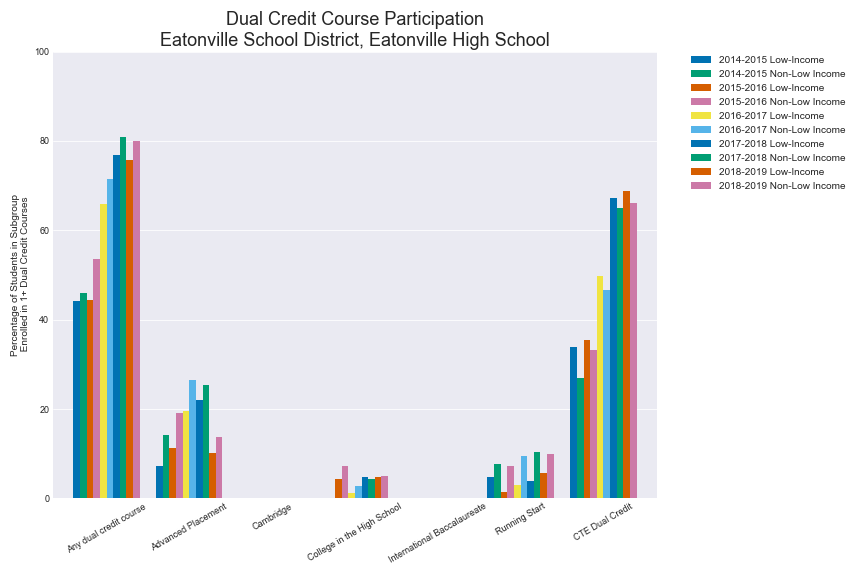 Dual Credit Course Participation
Eatonville School District, Eatonville High School
Percentage of Students in Subgroup
Enrolled in 1+ Dual Credit Courses
100
80
60
40
20
0
Any dual credit course
Advanced Placement
Cambridge
College in the High School
International Baccalaureate
Running Start
CTE Dual Credit
2014-2015 Low-Income
2014-2015 Non-Low Income
2015-2016 Low-Income
2015-2016 Non-Low Income
2016-2017 Low-Income
2016-2017 Non-Low Income
2017-2018 Low-Income
2017-2018 Non-Low Income
2018-2019 Low-Income
2018-2019 Non-Low Income